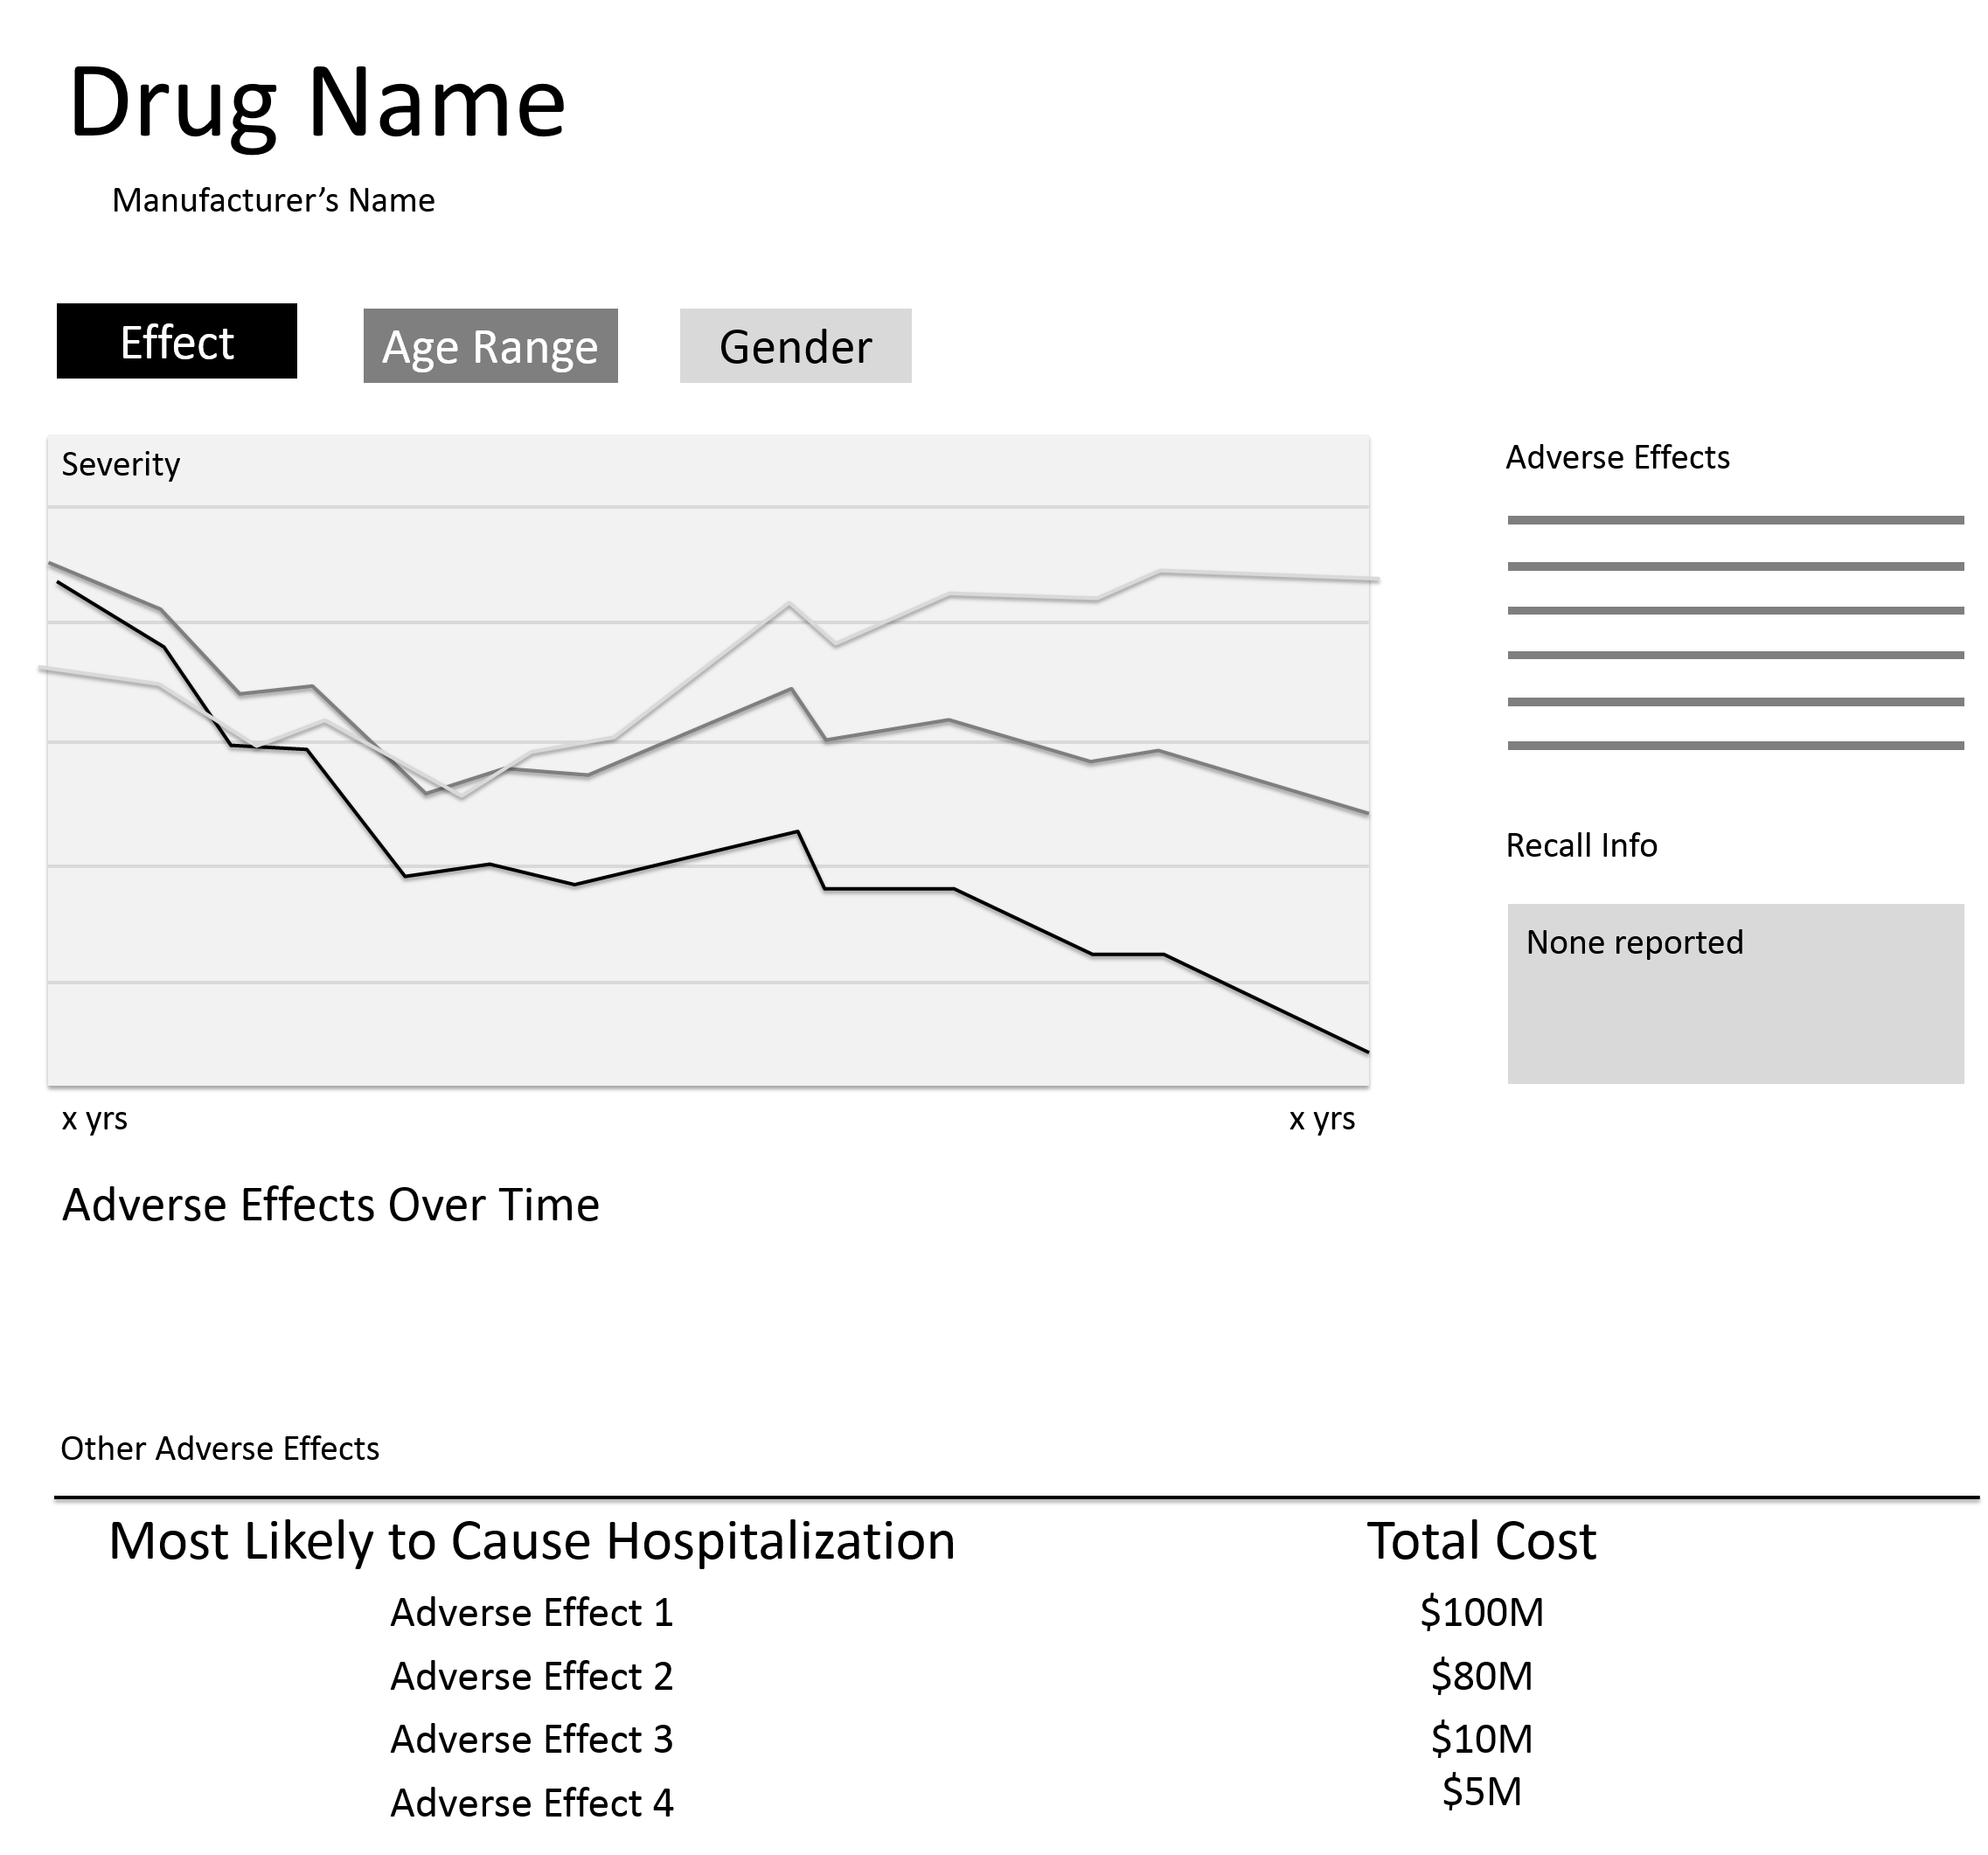 Drug Name
Manufacturer’s Name
Effect
Age Range
Gender
Severity
x yrs
x yrs
Adverse Effects Over Time
Adverse Effects
Recall Info
None reported
Other Adverse Effects
Most Likely to Cause Hospitalization
Total Cost
Adverse Effect 1
$100M
Adverse Effect 2
$80M
Adverse Effect 3
$10M
Adverse Effect 4
$5M